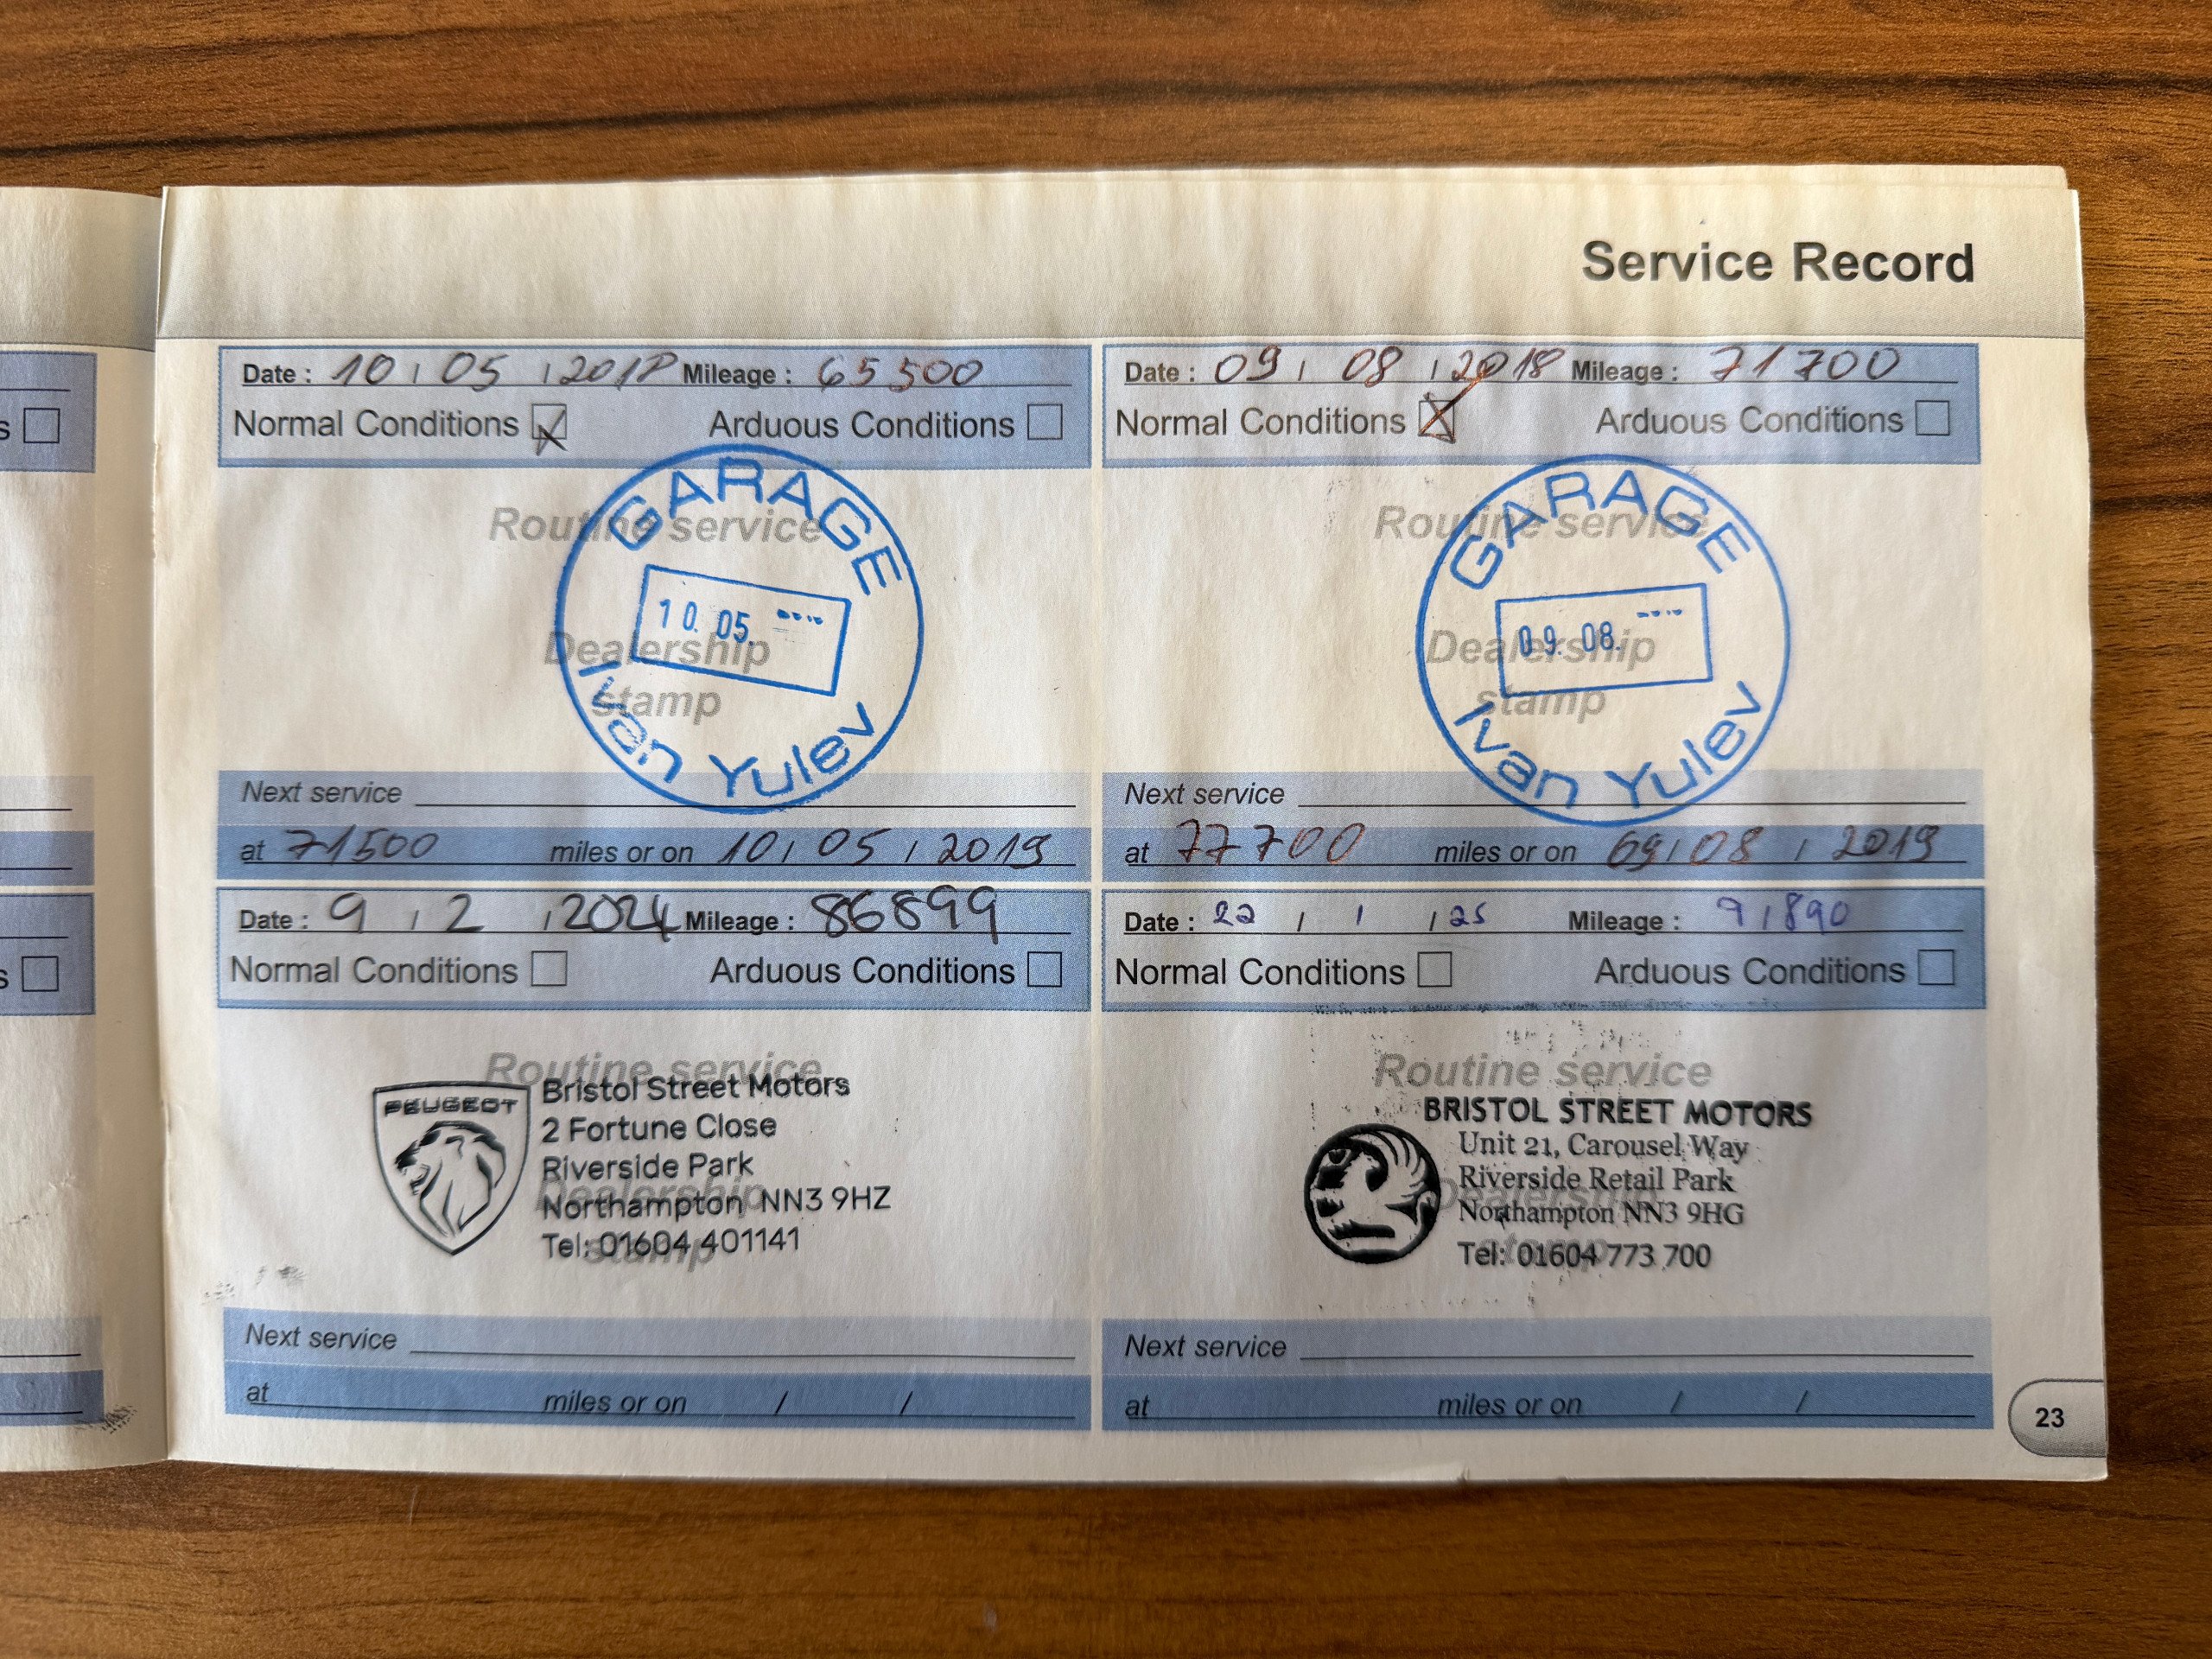 Service Record
Date : 10 / 05 / 2018 Mileage : 65500
Normal Conditions Arduous Conditions
Routine service
GARAGE
10. 05.
Dealership
stamp
Ivan Yulev
Next service
at 71500 miles or on 10 / 05 / 2019
Date : 09 / 08 / 2018 Mileage : 71700
Normal Conditions Arduous Conditions
Routine service
GARAGE
09. 08.
Dealership
stamp
Ivan Yulev
Next service
at 77700 miles or on 09 / 08 / 2019
Date : 9 / 2 / 2024 Mileage : 86899
Normal Conditions Arduous Conditions
Routine service
PEUGEOT
Bristol Street Motors
2 Fortune Close
Riverside Park
Dealership
Northampton NN3 9HZ
Tel: 01604 401141
stamp
Next service
at miles or on / /
Date : 22 / 1 / 25 Mileage : 91890
Normal Conditions Arduous Conditions
Routine service
BRISTOL STREET MOTORS
Unit 21, Carousel Way
Riverside Retail Park
Dealership
Northampton NN3 9HG
Tel: 01604 773 700
stamp
Next service
at miles or on / /
23